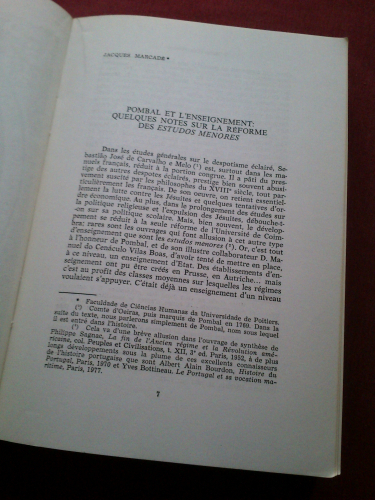 JACQUES MARCADE *
POMBAL ET L'ENSEIGNEMENT:
QUELQUES NOTES SUR LA RÉFORME
DES ESTUDOS MENORES
Dans les études générales sur le despotisme éclairé, Se-
bastião José de Carvalho e Melo (¹) est, surtout dans les ma-
nuels français, réduit à la portion congrue. Il a pâti du pres-
tige des autres despotes éclairés, prestige bien souvent abusif,
suscité par les philosophes du XVIIIe siècle, tout par-
ticulièrement les français. De son oeuvre, on retient essentiel-
lement la lutte contre les Jésuites et quelques tentatives d'or-
dre économique. Au plus, dans le prolongement des études sur
la politique religieuse et l'expulsion des Jésuites, débouche-t-
-on sur sa politique scolaire. Mais, bien souvent, ce dével-
oppement se réduit à la seule réforme de l'Université de Coim-
bra; rares sont les ouvrages qui font allusion à cet autre type
d'enseignement que sont les estudos menores (²). Or, c'est tout
à l'honneur de Pombal, et de son illustre collaborateur D. Ma-
nuel do Cenáculo Vilas Boas, d'avoir tenté de mettre en place,
à ce niveau, un enseignement d'Etat. Des établissements d'en-
seignement ont pu être créés en Prusse, en Autriche... mais
c'est au profit des classes moyennes sur lesquelles les régimes
voulaient s'appuyer. C'était déjà un enseignement d'un niveau
* Faculdade de Ciências Humanas da Universidade de Poitiers.
(¹) Comte d'Oeiras, puis marquis de Pombal en 1769. Dans la
suite du texte, nous parlerons simplement de Pombal, nom sous lequel
il est entré dans l'histoire.
(²) Cela va d'une brève allusion dans l'ouvrage de synthèse de
Philippe Sagnac, La fin de l'Ancien régime et la Révolution amé-
ricaine, col. Peuples et Civilisations, t. XII, 3e ed. Paris, 1952, à de plus
longs développements sous la plume de ces excellents connaisseurs
de l'histoire portugaise que sont Albert Alain Bourdon, Histoire du
Portugal, Paris, 1970 et Yves Bottineau, Le Portugal et sa vocation ma-
ritime, Paris, 1977.
7